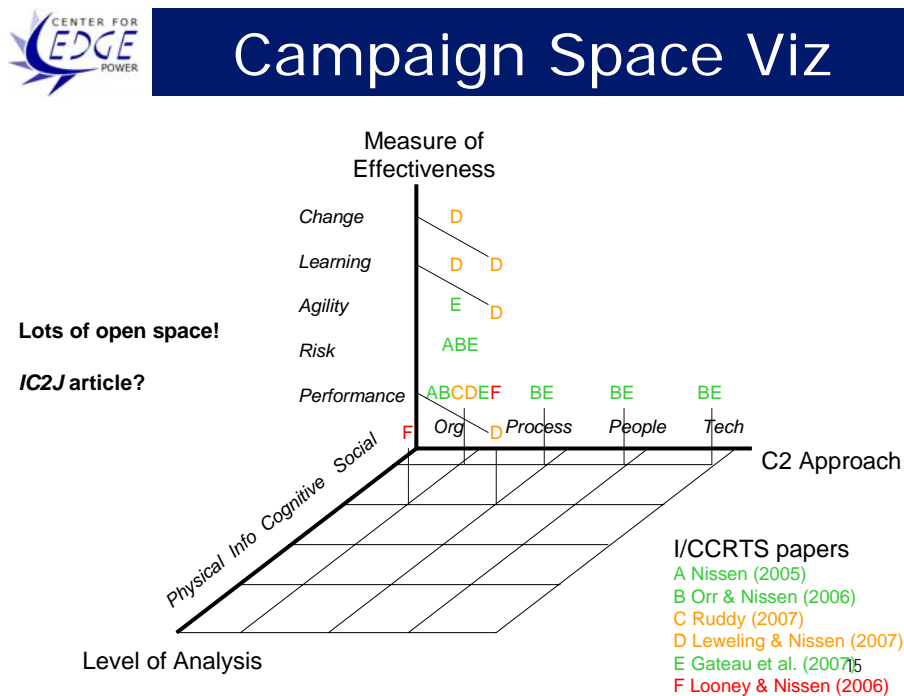 CENTER FOR
EDGE
POWER
Campaign Space Viz
Measure of
Effectiveness
Change
D
Learning
D
D
Agility
E
D
Lots of open space!
Risk
ABE
IC2J article?
Performance
ABCDEF
BE
BE
BE
F
Org
D
Process
People
Tech
C2 Approach
Physical Info Cognitive Social
Level of Analysis
I/CCRTS papers
A Nissen (2005)
B Orr & Nissen (2006)
C Ruddy (2007)
D Leweling & Nissen (2007)
E Gateau et al. (2007)
15
F Looney & Nissen (2006)